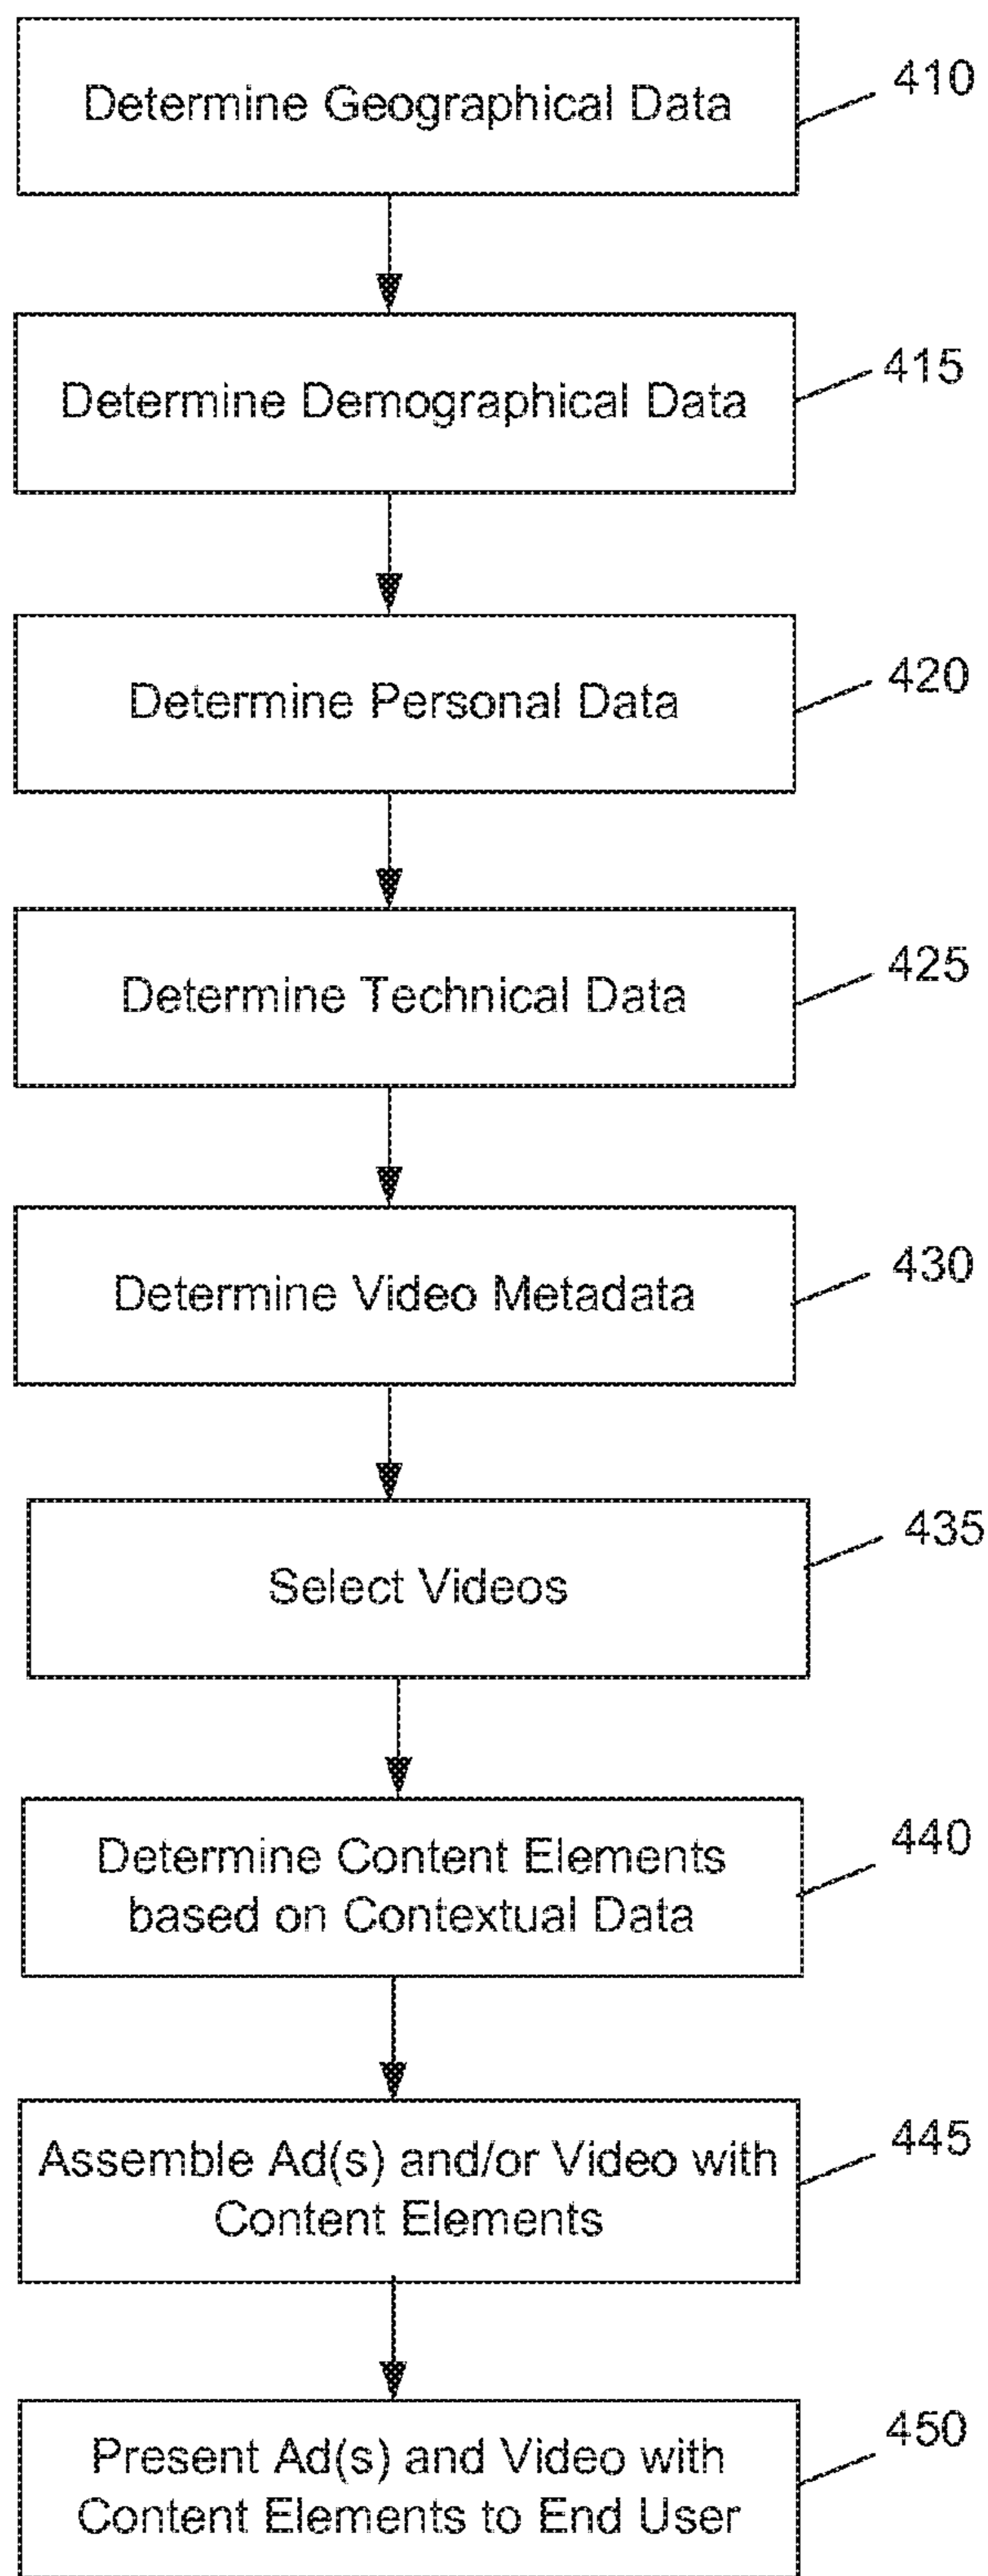 Determine Geographical Data
410
Determine Demographical Data
415
Determine Personal Data
420
Determine Technical Data
425
Determine Video Metadata
430
Select Videos
435
Determine Content Elements
based on Contextual Data
440
Assemble Ad(s) and/or Video with
Content Elements
445
Present Ad(s) and Video with
Content Elements to End User
450